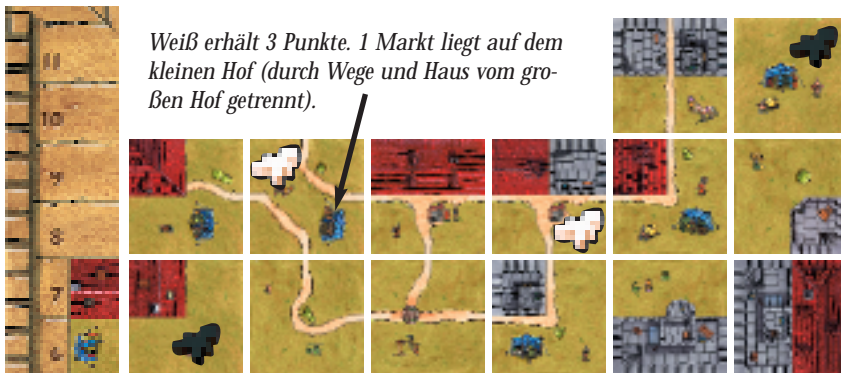 Weiß erhält 3 Punkte. 1 Markt liegt auf dem
kleinen Hof (durch Wege und Haus vom gro-
ßen Hof getrennt).
11
10
9
8
7
6